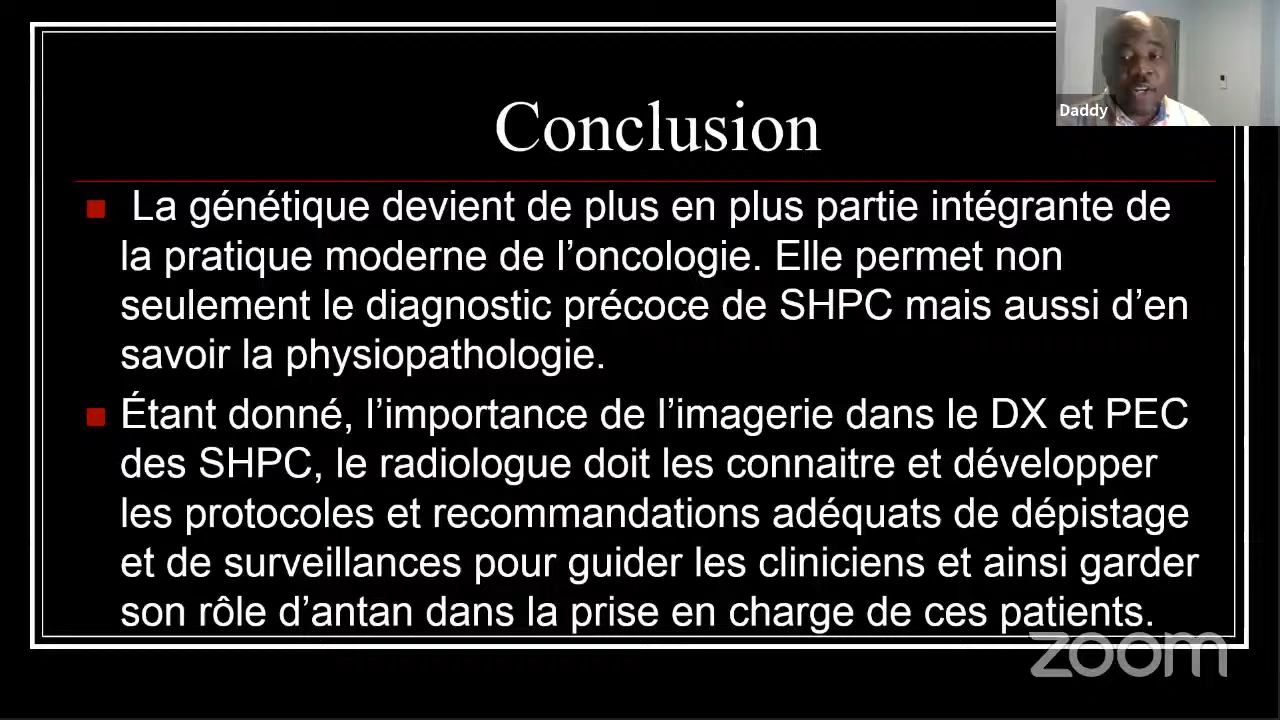 Daddy
Conclusion
La génétique devient de plus en plus partie intégrante de
la pratique moderne de l’oncologie. Elle permet non
seulement le diagnostic précoce de SHPC mais aussi d’en
savoir la physiopathologie.
Étant donné, l’importance de l’imagerie dans le DX et PEC
des SHPC, le radiologue doit les connaitre et développer
les protocoles et recommandations adéquats de dépistage
et de surveillances pour guider les cliniciens et ainsi garder
son rôle d’antan dans la prise en charge de ces patients.
zoom